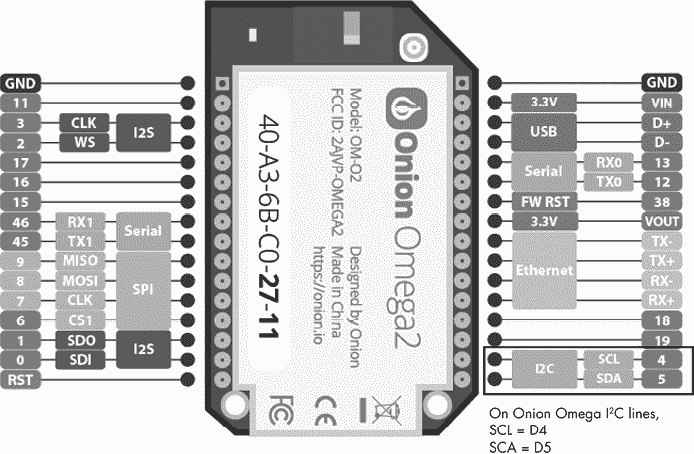 GND
11
3 CLK I2S
2 WS
17
16
15
46 RX1 Serial
45 TX1
9 MISO SPI
8 MOSI
7 CLK
6 CS1
1 SDO I2S
0 SDI
RST
Onion Omega2
Model: OM-O2
FCC ID: 2AJVP-OMEGA2
Designed by Onion
Made in China
https://onion.io
40-A3-6B-C0-27-11
FC CE
GND
3.3V VIN
USB D+
D-
Serial RX0 13
TX0 12
FW RST 38
3.3V VOUT
Ethernet TX-
TX+
RX-
RX+
18
19
I2C SCL 4
SDA 5
On Onion Omega I²C lines,
SCL = D4
SCA = D5